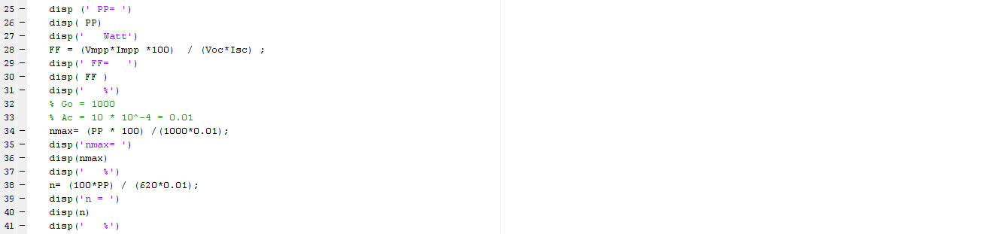 25 - disp (' PP= ')
26 - disp( PP)
27 - disp('   Watt')
28 - FF = (Vmpp*Impp *100)  / (Voc*Isc) ;
29 - disp(' FF=   ')
30 - disp( FF )
31 - disp('   %')
32 % Go = 1000
33 % Ac = 10 * 10^-4 = 0.01
34 - nmax= (PP * 100) /(1000*0.01);
35 - disp('nmax= ')
36 - disp(nmax)
37 - disp('   %')
38 - n= (100*PP) / (620*0.01);
39 - disp('n = ')
40 - disp(n)
41 - disp('   %')